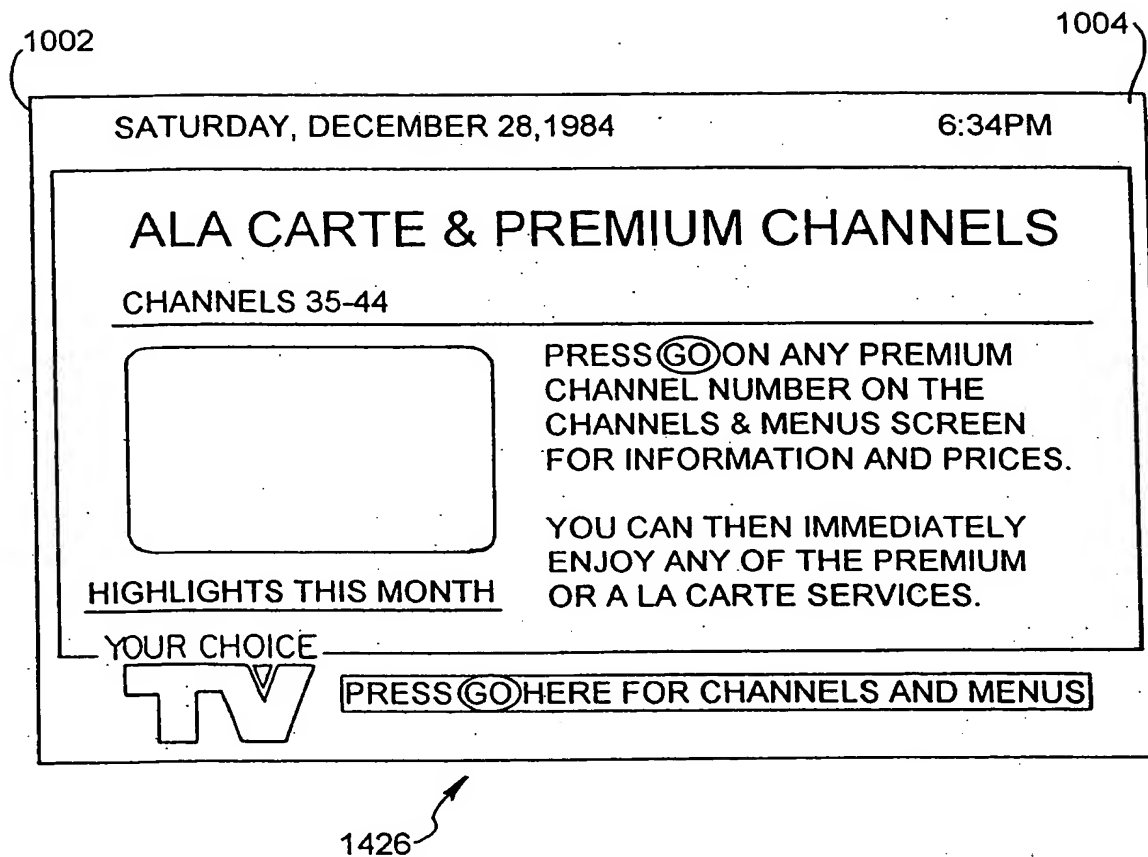 1002
1004
SATURDAY, DECEMBER 28,1984 6:34PM
ALA CARTE & PREMIUM CHANNELS
CHANNELS 35-44
PRESS GO ON ANY PREMIUM
CHANNEL NUMBER ON THE
CHANNELS & MENUS SCREEN
FOR INFORMATION AND PRICES.
YOU CAN THEN IMMEDIATELY
ENJOY ANY OF THE PREMIUM
OR A LA CARTE SERVICES.
HIGHLIGHTS THIS MONTH
YOUR CHOICE
TV
PRESS GO HERE FOR CHANNELS AND MENUS
1426